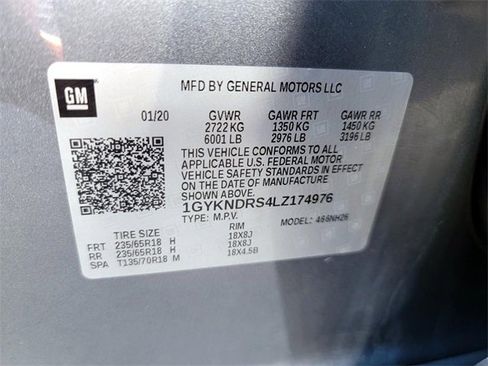 GM
MFD BY GENERAL MOTORS LLC
01/20 GVWR GAWR FRT GAWR RR
2722 KG 1350 KG 1450 KG
6001 LB 2976 LB 3196 LB
THIS VEHICLE CONFORMS TO ALL
APPLICABLE U.S. FEDERAL MOTOR
VEHICLE SAFETY STANDARDS IN EFFECT
ON THE DATE OF MANUFACTURE
SHOWN ABOVE.
1GYKNDRS4LZ174976
TYPE: M.P.V. MODEL: 468NH26
TIRE SIZE RIM
FRT 235/65R18 H 18X8J
RR 235/65R18 H 18X8J
SPA T135/70R18 M 18X4.5B